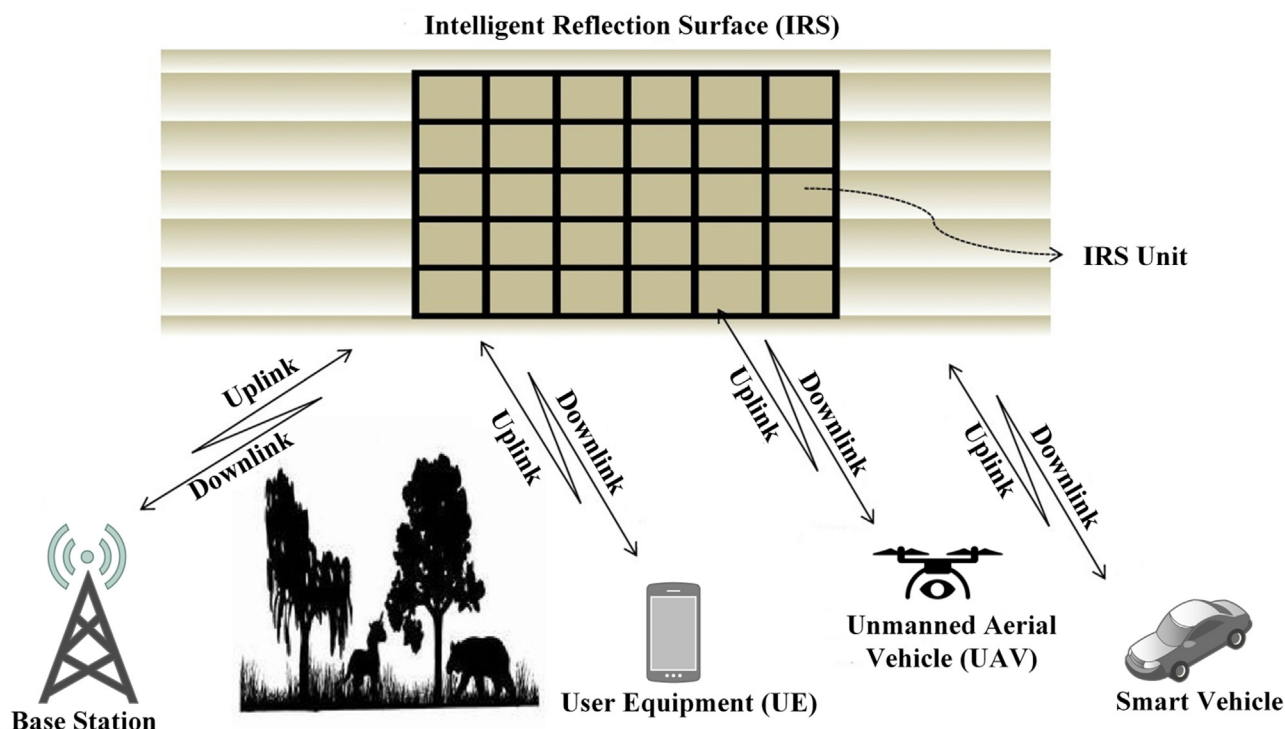 Intelligent Reflection Surface (IRS)
IRS Unit
Uplink
Downlink
Uplink
Downlink
Uplink
Downlink
Uplink
Downlink
Base Station
User Equipment (UE)
Unmanned Aerial
Vehicle (UAV)
Smart Vehicle